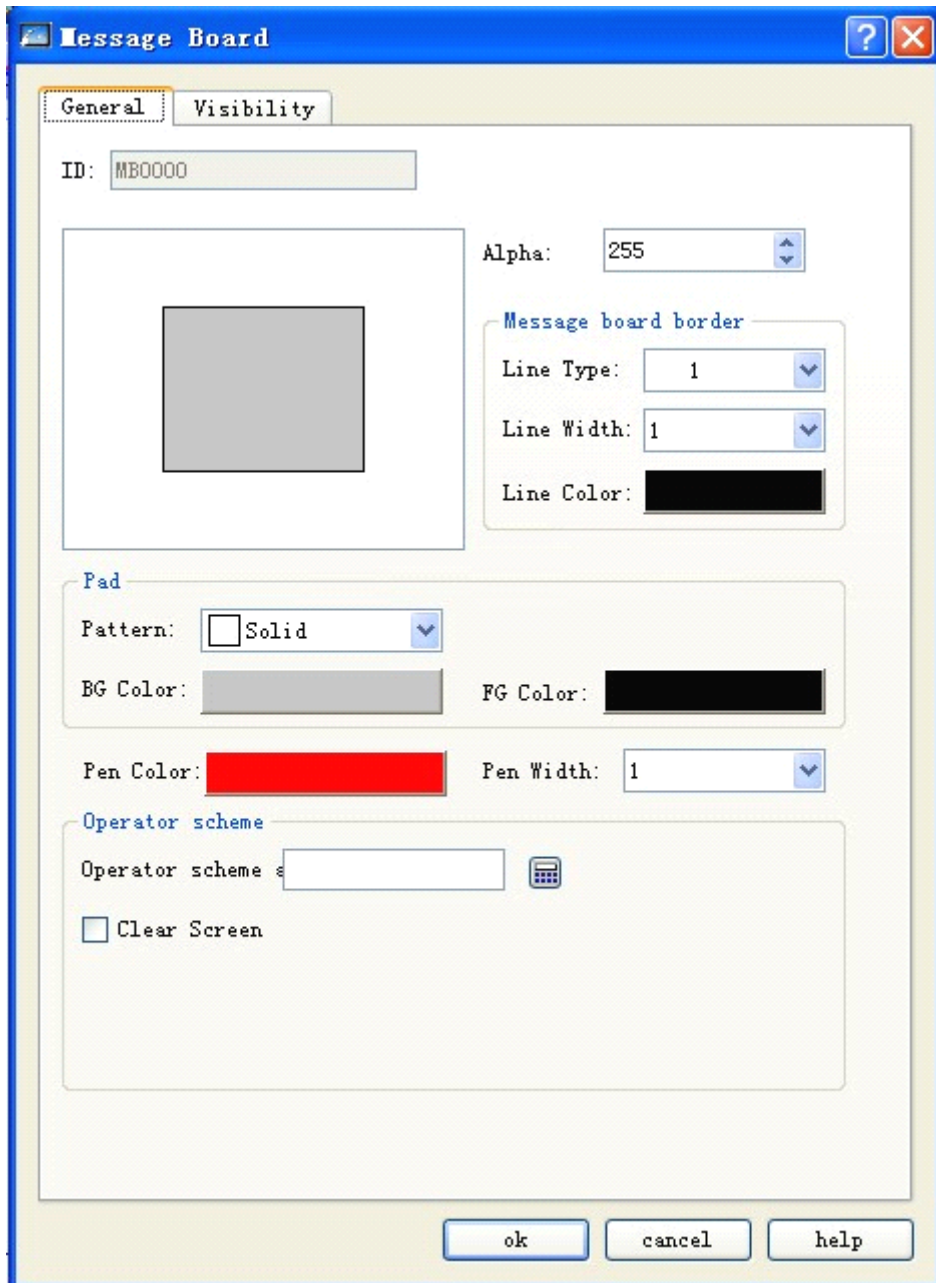 Message Board
General Visibility
ID: MB0000
Alpha: 255
Message board border
Line Type: 1
Line Width: 1
Line Color:
Pad
Pattern: Solid
BG Color: FG Color:
Pen Color: Pen Width: 1
Operator scheme
Operator scheme
Clear Screen
ok cancel help